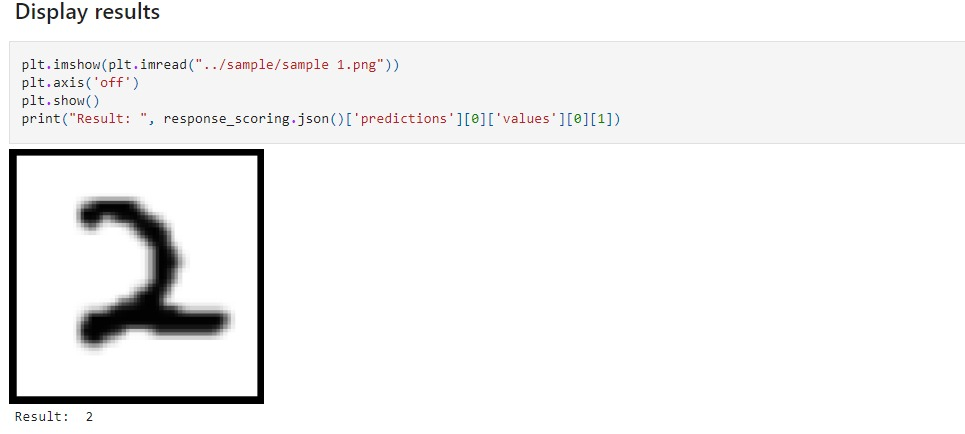 Display results
plt.imshow(plt.imread("../sample/sample 1.png"))
plt.axis('off')
plt.show()
print("Result: ", response_scoring.json()['predictions'][0]['values'][0][1])
2
Result:  2